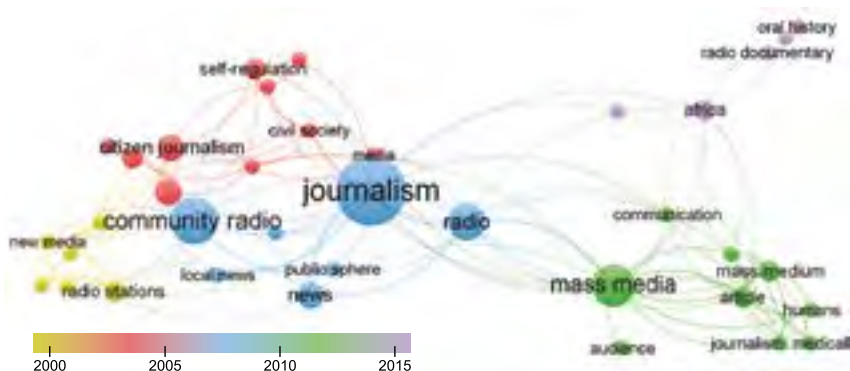 oral history
radio documentary
self-regulation
africa
civil society
citizen journalism
media
journalism
community radio
radio
communication
new media
local news
public sphere
mass medium
radio stations
news
mass media
article
humans
audience
journalism medical
2000
2005
2010
2015